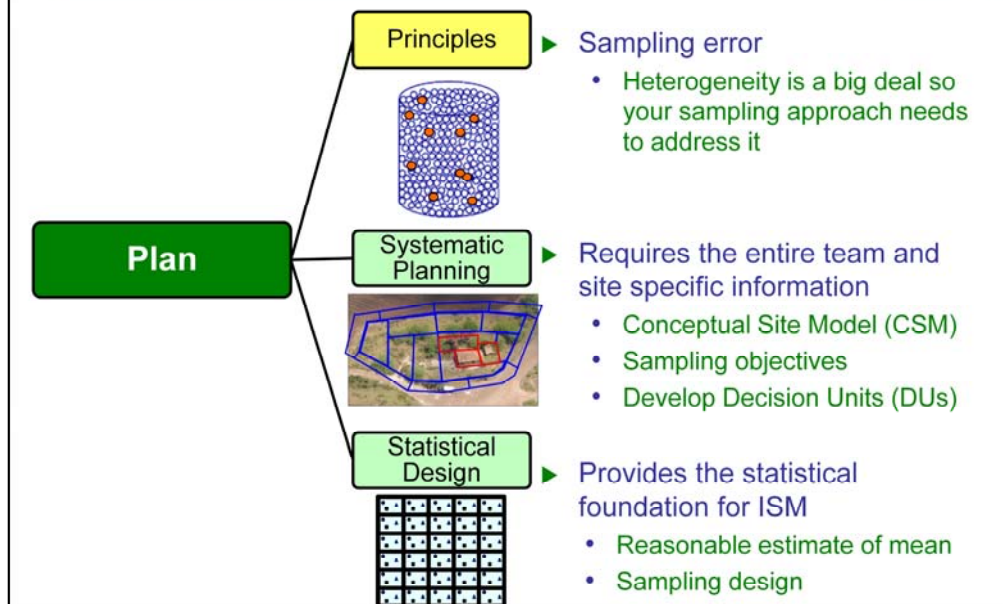 Principles
Sampling error
• Heterogeneity is a big deal so
your sampling approach needs
to address it
Plan
Systematic
Planning
Requires the entire team and
site specific information
• Conceptual Site Model (CSM)
• Sampling objectives
• Develop Decision Units (DUs)
Statistical
Design
Provides the statistical
foundation for ISM
• Reasonable estimate of mean
• Sampling design